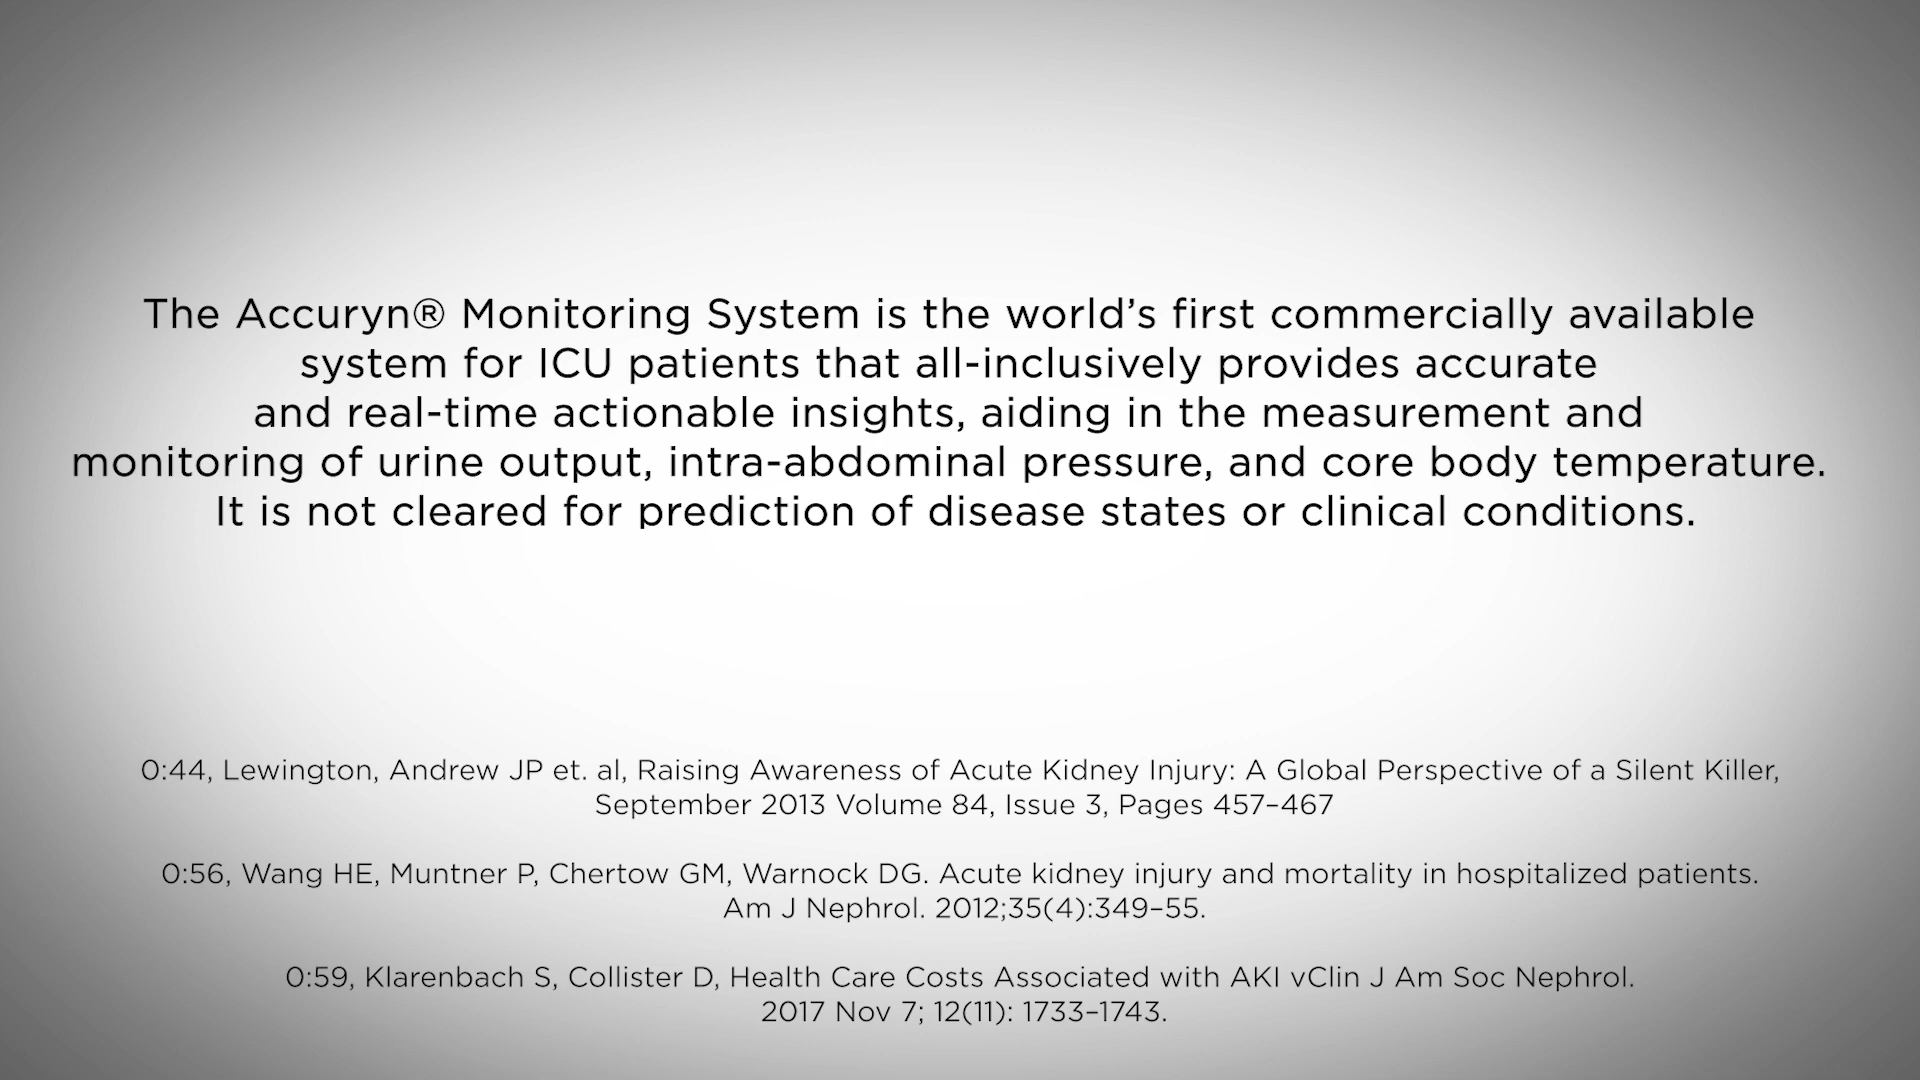 The Accuryn® Monitoring System is the world’s first commercially available
system for ICU patients that all-inclusively provides accurate
and real-time actionable insights, aiding in the measurement and
monitoring of urine output, intra-abdominal pressure, and core body temperature.
It is not cleared for prediction of disease states or clinical conditions.
0:44, Lewington, Andrew JP et. al, Raising Awareness of Acute Kidney Injury: A Global Perspective of a Silent Killer,
September 2013 Volume 84, Issue 3, Pages 457–467
0:56, Wang HE, Muntner P, Chertow GM, Warnock DG. Acute kidney injury and mortality in hospitalized patients.
Am J Nephrol. 2012;35(4):349–55.
0:59, Klarenbach S, Collister D, Health Care Costs Associated with AKI vClin J Am Soc Nephrol.
2017 Nov 7; 12(11): 1733–1743.